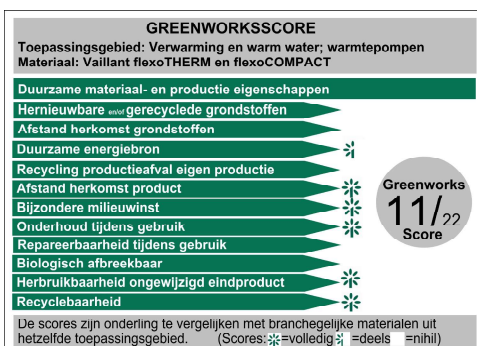 GREENWORKSSCORE
Toepassingsgebied: Verwarming en warm water; warmtepompen
Materiaal: Vaillant flexoTHERM en flexoCOMPACT
Duurzame materiaal- en productie eigenschappen
Hernieuwbare en/of gerecyclede grondstoffen
Afstand herkomst grondstoffen
Duurzame energiebron
Recycling productieafval eigen productie
Afstand herkomst product
Bijzondere milieuwinst
Onderhoud tijdens gebruik
Repareerbaarheid tijdens gebruik
Biologisch afbreekbaar
Herbruikbaarheid ongewijzigd eindproduct
Recyclebaarheid
Greenworks
11/22
Score
De scores zijn onderling te vergelijken met branchegelijke materialen uit
hetzelfde toepassingsgebied. (Scores: =volledig =deels =nihil)